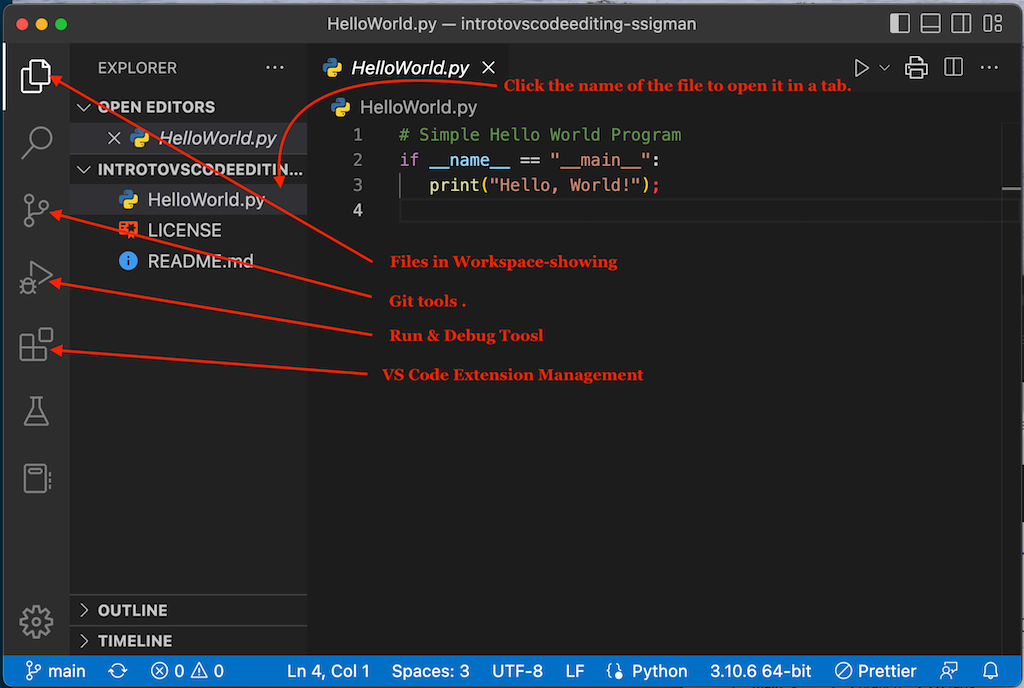 HelloWorld.py — introtovscodeediting-ssigman
EXPLORER
HelloWorld.py
Click the name of the file to open it in a tab.
OPEN EDITORS
HelloWorld.py
INTROTOVSCODEEDITIN...
HelloWorld.py
LICENSE
README.md
HelloWorld.py
1 # Simple Hello World Program
2 if __name__ == "__main__":
3 print("Hello, World!");
4
Files in Workspace-showing
Git tools .
Run & Debug Toosl
VS Code Extension Management
OUTLINE
TIMELINE
main 0 0 Ln 4, Col 1 Spaces: 3 UTF-8 LF Python 3.10.6 64-bit Prettier